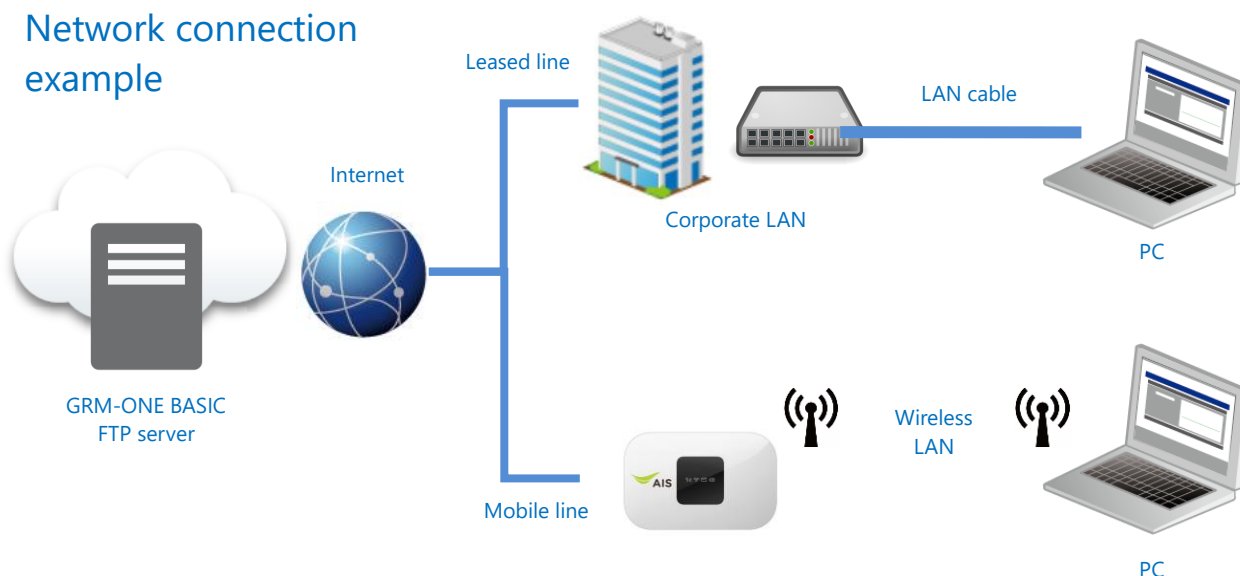 Network connection
example
Leased line
LAN cable
Internet
Corporate LAN
PC
GRM-ONE BASIC
FTP server
Wireless
LAN
AIS
Mobile line
PC